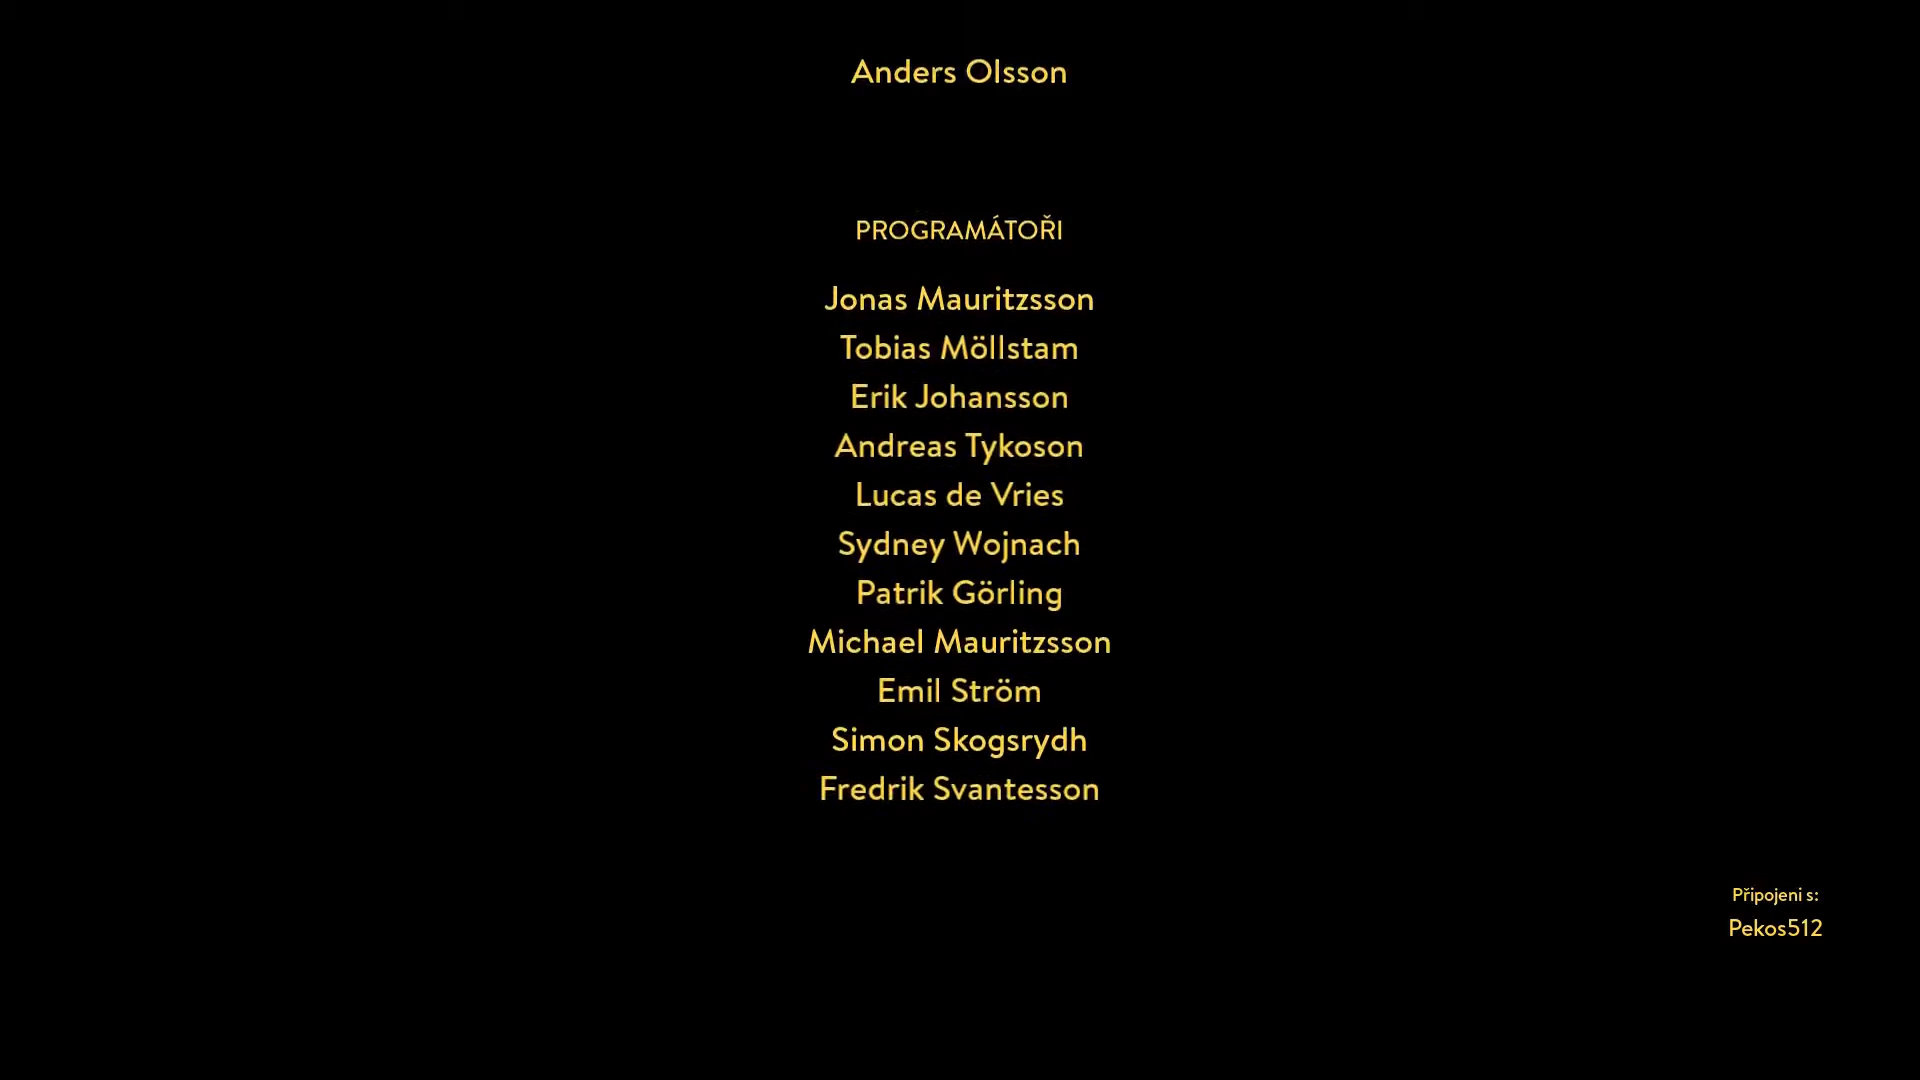 Anders Olsson
PROGRAMÁTOŘI
Jonas Mauritzsson
Tobias Möllstam
Erik Johansson
Andreas Tykoson
Lucas de Vries
Sydney Wojnach
Patrik Görling
Michael Mauritzsson
Emil Ström
Simon Skogsrydh
Fredrik Svantesson
Připojeni s:
Pekos512